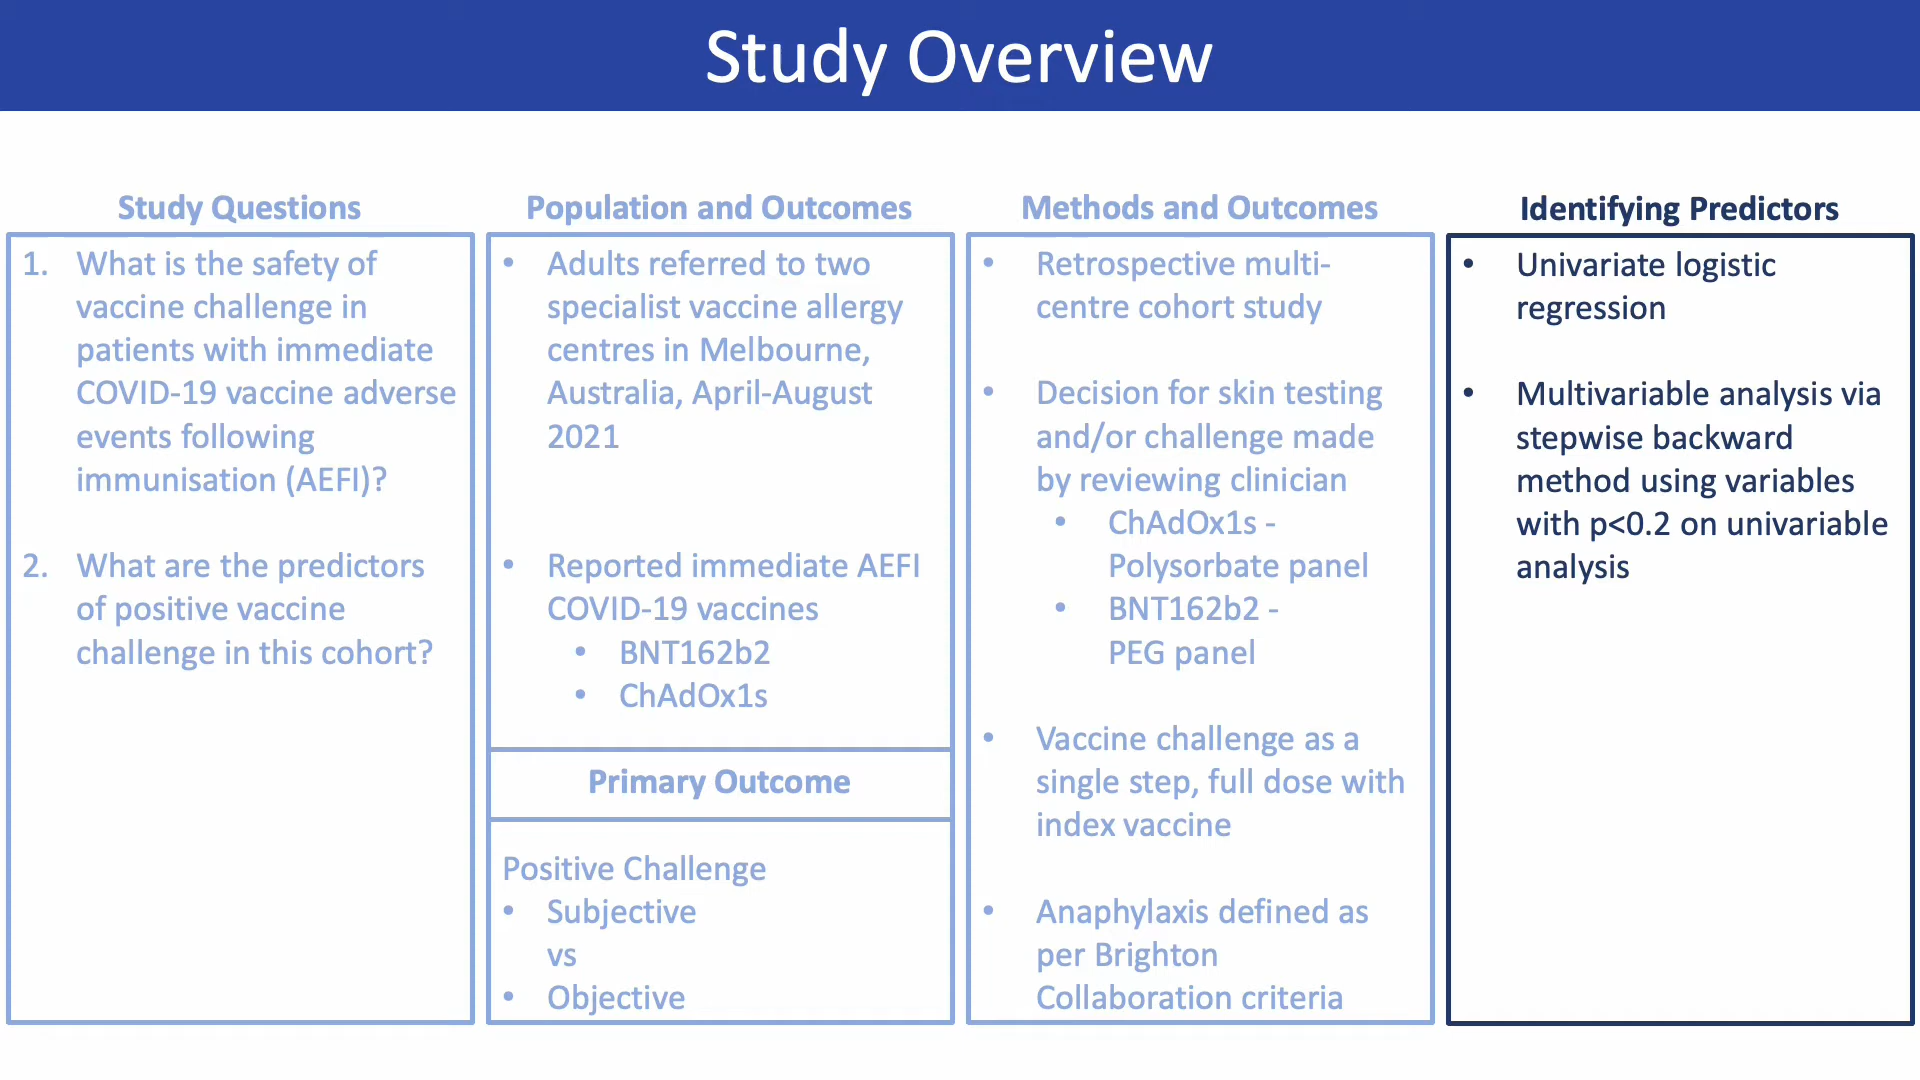 Study Overview
Study Questions
1. What is the safety of
vaccine challenge in
patients with immediate
COVID-19 vaccine adverse
events following
immunisation (AEFI)?
2. What are the predictors
of positive vaccine
challenge in this cohort?
Population and Outcomes
• Adults referred to two
specialist vaccine allergy
centres in Melbourne,
Australia, April-August
2021
• Reported immediate AEFI
COVID-19 vaccines
• BNT162b2
• ChAdOx1s
Primary Outcome
Positive Challenge
• Subjective
vs
• Objective
Methods and Outcomes
• Retrospective multi-
centre cohort study
• Decision for skin testing
and/or challenge made
by reviewing clinician
• ChAdOx1s -
Polysorbate panel
• BNT162b2 -
PEG panel
• Vaccine challenge as a
single step, full dose with
index vaccine
• Anaphylaxis defined as
per Brighton
Collaboration criteria
Identifying Predictors
• Univariate logistic
regression
• Multivariable analysis via
stepwise backward
method using variables
with p<0.2 on univariable
analysis